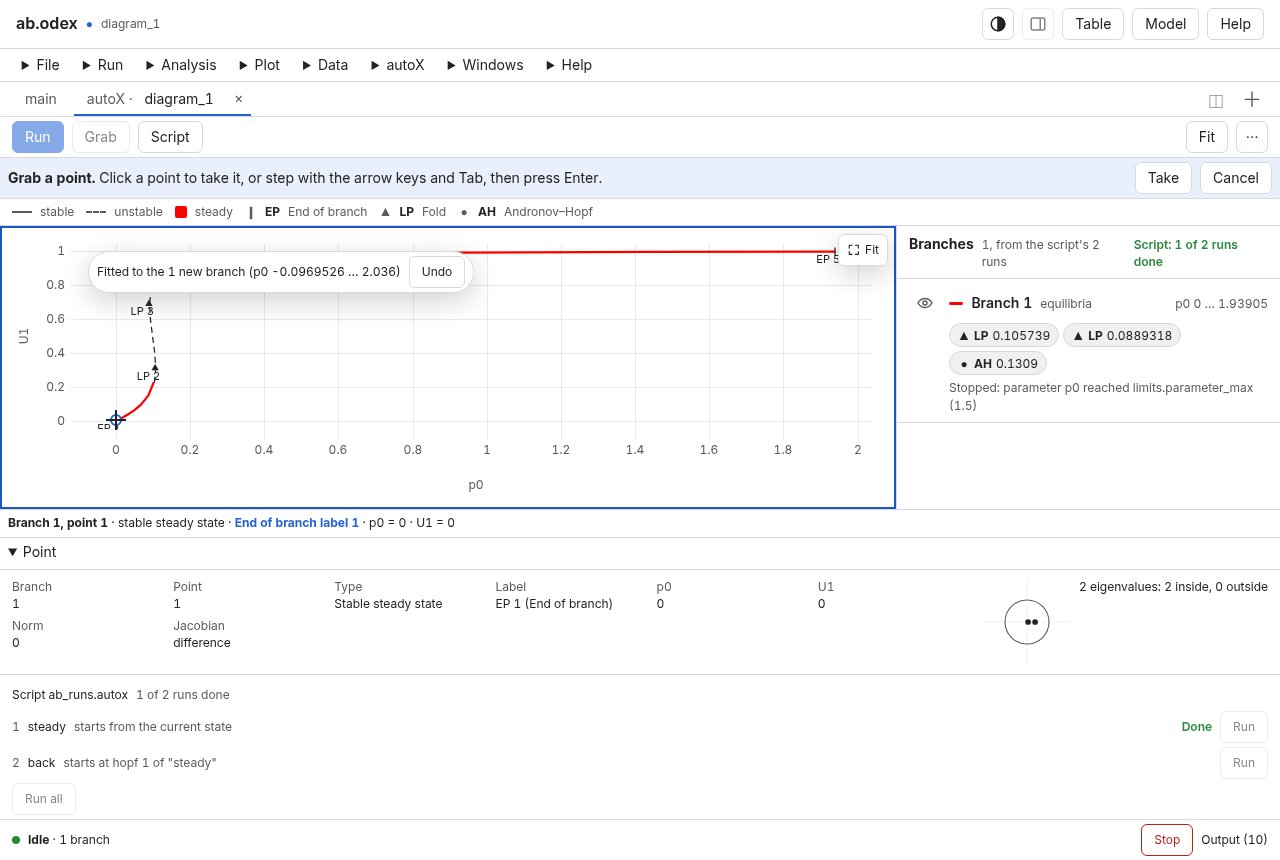 ab.odex ● diagram_1 Table Model Help
▶ File ▶ Run ▶ Analysis ▶ Plot ▶ Data ▶ autoX ▶ Windows ▶ Help
main autoX · diagram_1 ×
Run Grab Script Fit ···
Grab a point. Click a point to take it, or step with the arrow keys and Tab, then press Enter. Take Cancel
stable unstable steady EP End of branch ▲ LP Fold ● AH Andronov–Hopf
1
Fit
EP 5
Fitted to the 1 new branch (p0 -0.0969526 … 2.036) Undo
0.8
LP 3
0.6
U1
0.4
LP 2
0.2
0
EP 1
0 0.2 0.4 0.6 0.8 1 1.2 1.4 1.6 1.8 2
p0
Branches 1, from the script's 2 runs Script: 1 of 2 runs done
Branch 1 equilibria p0 0 … 1.93905
▲ LP 0.105739 ▲ LP 0.0889318
● AH 0.1309
Stopped: parameter p0 reached limits.parameter_max
(1.5)
Branch 1, point 1 · stable steady state · End of branch label 1 · p0 = 0 · U1 = 0
▼ Point
Branch Point Type Label p0 U1 2 eigenvalues: 2 inside, 0 outside
1 1 Stable steady state EP 1 (End of branch) 0 0
Norm Jacobian
0 difference
Script ab_runs.autox 1 of 2 runs done
1 steady starts from the current state Done Run
2 back starts at hopf 1 of "steady" Run
Run all
Idle · 1 branch Stop Output (10)